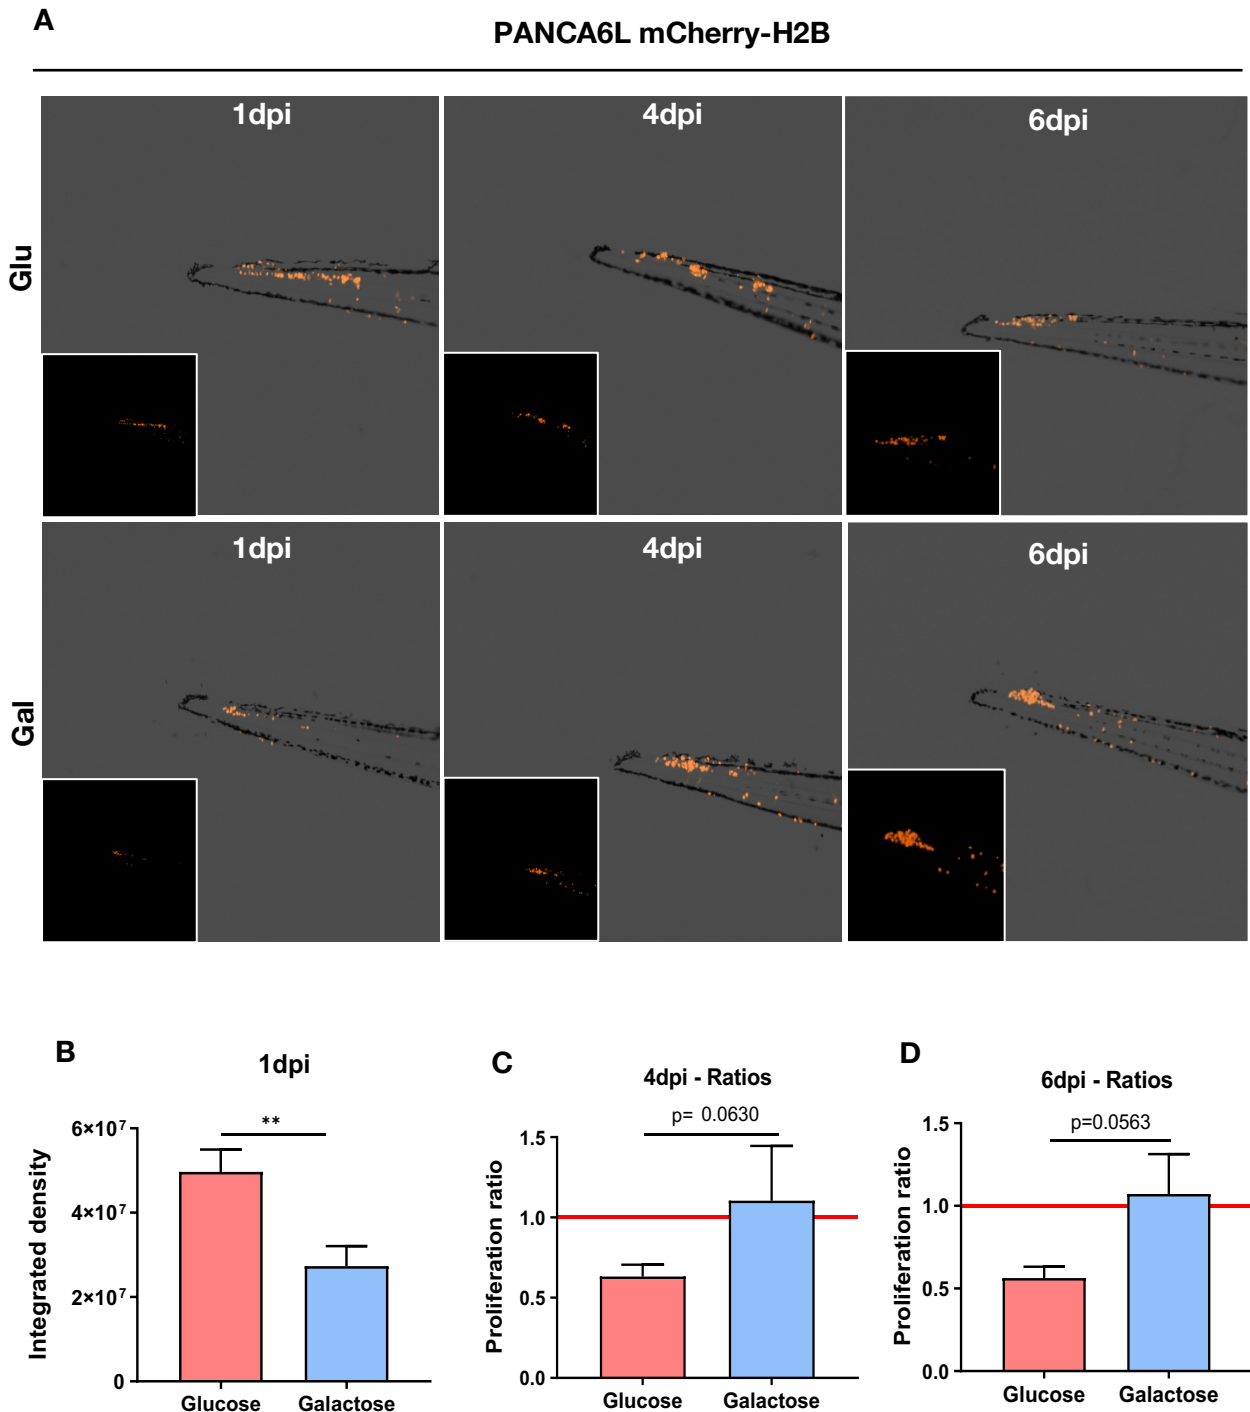 A
PANCA6L mCherry-H2B
1dpi
4dpi
6dpi
Glu
1dpi
4dpi
6dpi
Gal
B
1dpi
**
6×10⁷
4×10⁷
2×10⁷
0
Integrated density
Glucose
Galactose
C
4dpi - Ratios
p= 0.0630
1.5
1.0
0.5
0.0
Proliferation ratio
Glucose
Galactose
D
6dpi - Ratios
p=0.0563
1.5
1.0
0.5
0.0
Proliferation ratio
Glucose
Galactose